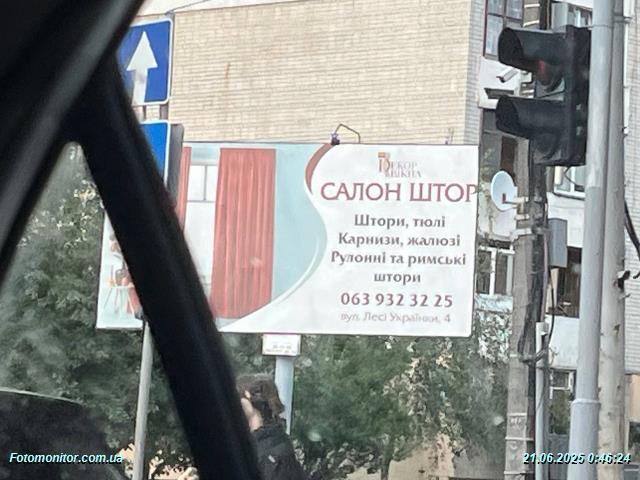 ДЕКОР
ВІКНА
САЛОН ШТОР
Штори, тюлі
Карнизи, жалюзі
Рулонні та римські
штори
063 932 32 25
вул. Лесі Українки, 4
Fotomonitor.com.ua
21.06.2025 0:46:24